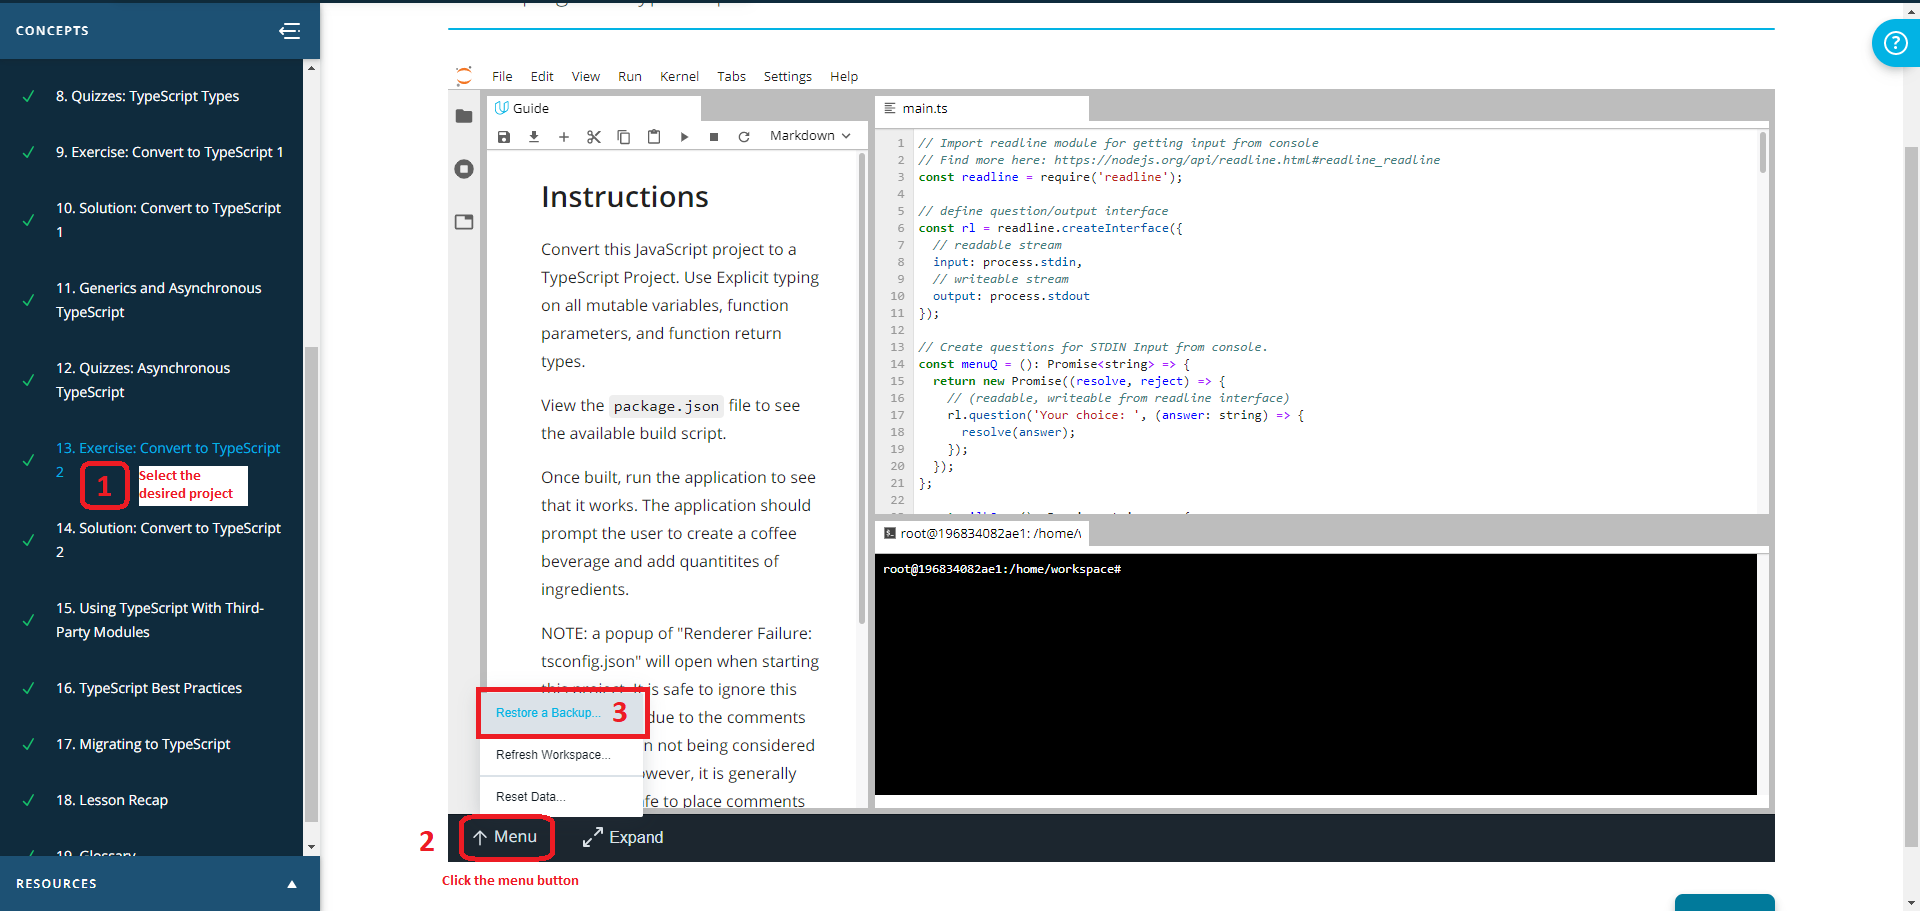 CONCEPTS
8. Quizzes: TypeScript Types
9. Exercise: Convert to TypeScript 1
10. Solution: Convert to TypeScript
1
11. Generics and Asynchronous
TypeScript
12. Quizzes: Asynchronous
TypeScript
13. Exercise: Convert to TypeScript
2
1
Select the
desired project
14. Solution: Convert to TypeScript
2
15. Using TypeScript With Third-
Party Modules
16. TypeScript Best Practices
17. Migrating to TypeScript
18. Lesson Recap
19. Glossary
RESOURCES
File Edit View Run Kernel Tabs Settings Help
Guide
Markdown
Instructions
Convert this JavaScript project to a
TypeScript Project. Use Explicit typing
on all mutable variables, function
parameters, and function return
types.
View the package.json file to see
the available build script.
Once built, run the application to see
that it works. The application should
prompt the user to create a coffee
beverage and add quantitites of
ingredients.
NOTE: a popup of "Renderer Failure:
tsconfig.json" will open when starting
this project. It is safe to ignore this
due to the comments
n not being considered
owever, it is generally
fe to place comments
Restore a Backup... 3
Refresh Workspace...
Reset Data...
2
Menu
Expand
Click the menu button
main.ts
1 // Import readline module for getting input from console
2 // Find more here: https://nodejs.org/api/readline.html#readline_readline
3 const readline = require('readline');
4
5 // define question/output interface
6 const rl = readline.createInterface({
7 // readable stream
8 input: process.stdin,
9 // writeable stream
10 output: process.stdout
11 });
12
13 // Create questions for STDIN Input from console.
14 const menuQ = (): Promise<string> => {
15 return new Promise((resolve, reject) => {
16 // (readable, writeable from readline interface)
17 rl.question('Your choice: ', (answer: string) => {
18 resolve(answer);
19 });
20 });
21 };
22
root@196834082ae1: /home/w
root@196834082ae1:/home/workspace#